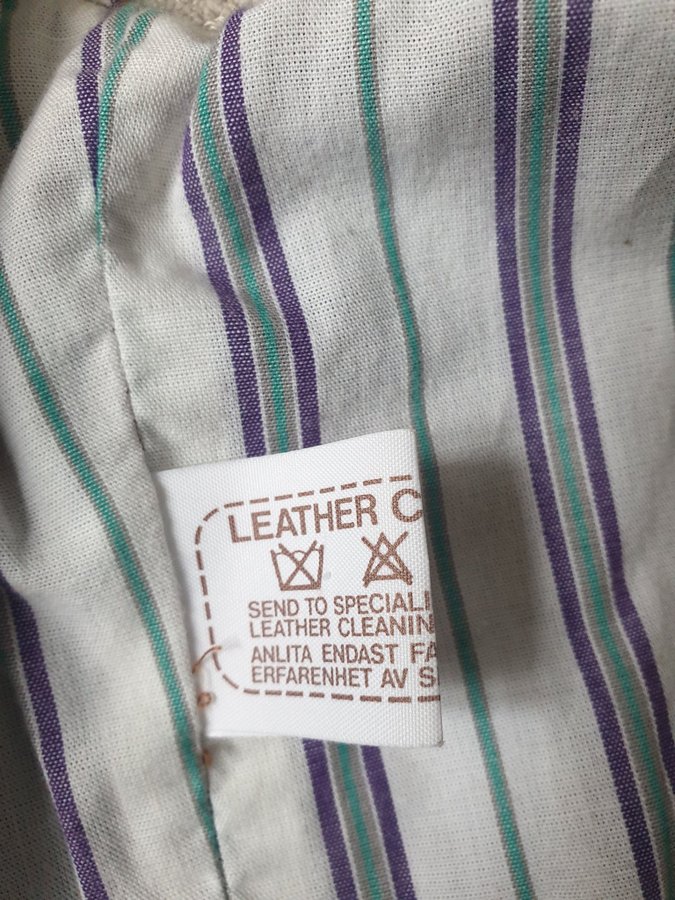 LEATHER C
SEND TO SPECIALI
LEATHER CLEANIN
ANLITA ENDAST FA
ERFARENHET AV S